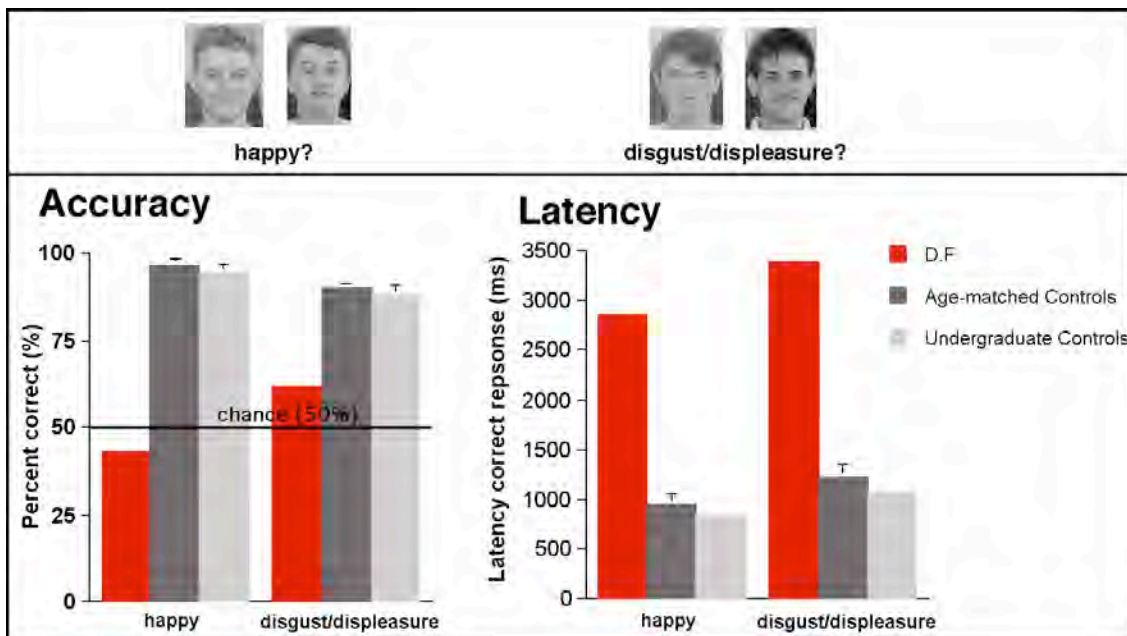 happy?
disgust/displeasure?
Accuracy
Latency
Percent correct (%)
100
75
50
25
0
chance (50%)
happy
disgust/displeasure
Latency correct repsonse (ms)
3500
3000
2500
2000
1500
1000
500
0
happy
disgust/displeasure
D.F
Age-matched Controls
Undergraduate Controls